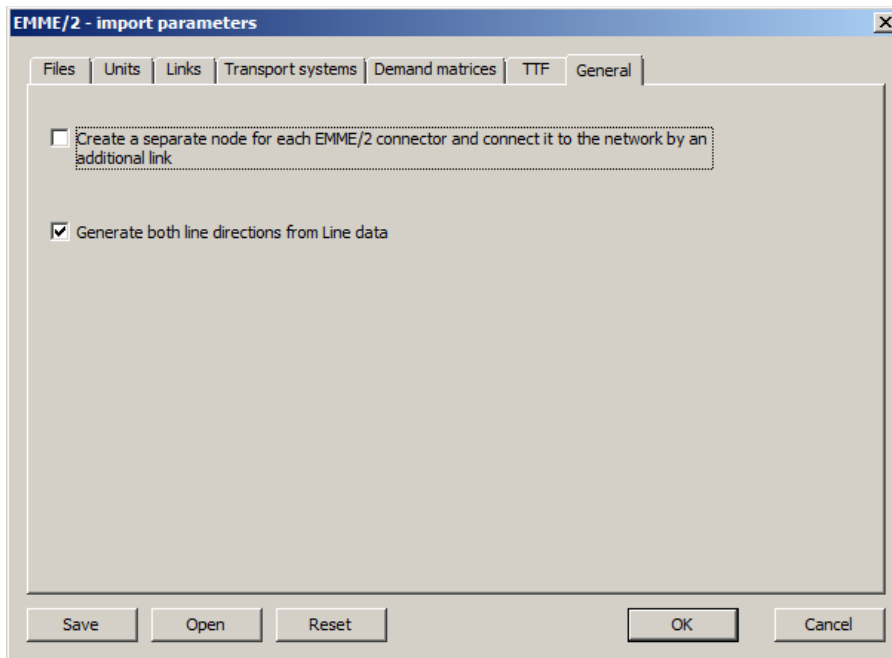 EMME/2 - import parameters
Files Units Links Transport systems Demand matrices TTF General
Create a separate node for each EMME/2 connector and connect it to the network by an
additional link
Generate both line directions from Line data
Save Open Reset OK Cancel